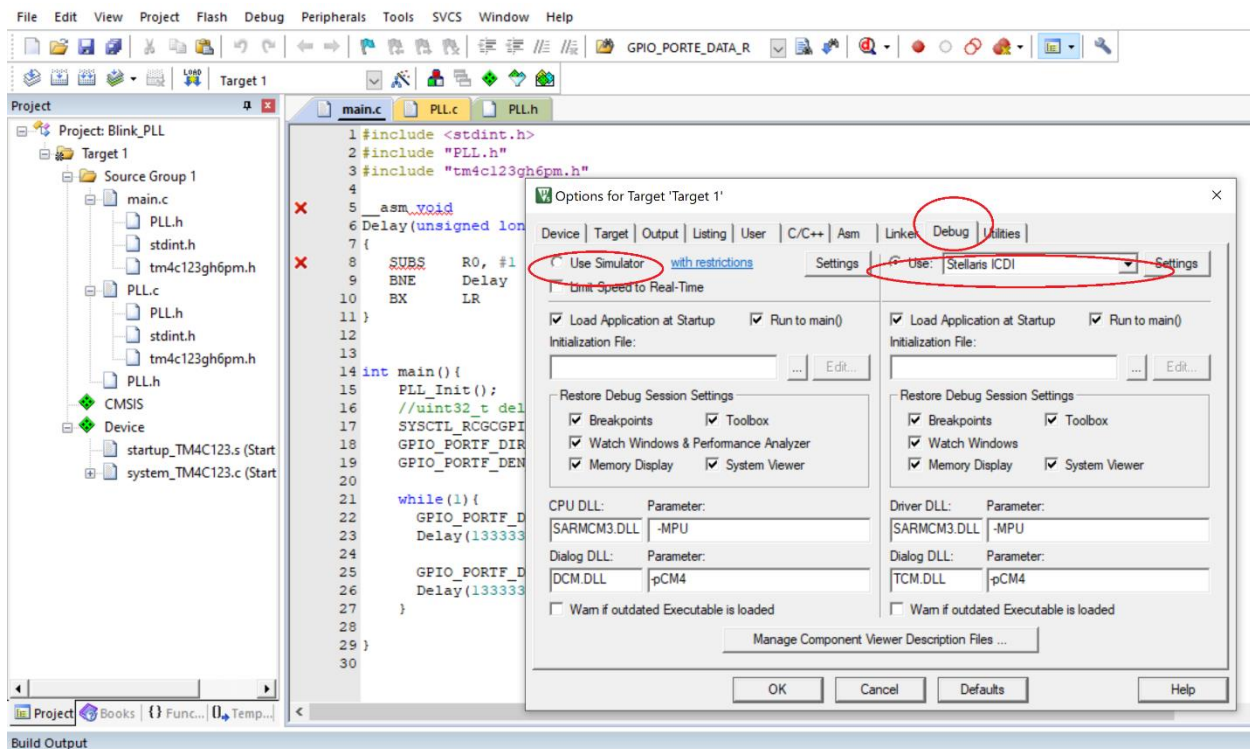 File Edit View Project Flash Debug Peripherals Tools SVCS Window Help
GPIO_PORTE_DATA_R
LOAD Target 1
Project
main.c PLL.c PLL.h
Project: Blink_PLL
Target 1
Source Group 1
main.c
PLL.h
stdint.h
tm4c123gh6pm.h
PLL.c
PLL.h
stdint.h
tm4c123gh6pm.h
PLL.h
CMSIS
Device
startup_TM4C123.s (Start
system_TM4C123.c (Start
Project Books {} Func... Temp...
1 #include <stdint.h>
2 #include "PLL.h"
3 #include "tm4c123gh6pm.h"
4
5 __asm void
6 Delay(unsigned lon
7 {
8 SUBS R0, #1
9 BNE Delay
10 BX LR
11 }
12
13
14 int main(){
15 PLL_Init();
16 //uint32_t del
17 SYSCTL_RCGCGPI
18 GPIO_PORTF_DIR
19 GPIO_PORTF_DEN
20
21 while(1){
22 GPIO_PORTF_D
23 Delay(133333
24
25 GPIO_PORTF_D
26 Delay(133333
27 }
28
29 }
30
Options for Target 'Target 1'
Device Target Output Listing User C/C++ Asm Linker Debug Utilities
Use Simulator with restrictions Settings
Limit Speed to Real-Time
Load Application at Startup Run to main()
Initialization File:
... Edit...
Restore Debug Session Settings
Breakpoints Toolbox
Watch Windows & Performance Analyzer
Memory Display System Viewer
CPU DLL: Parameter:
SARMCM3.DLL -MPU
Dialog DLL: Parameter:
DCM.DLL -pCM4
Warn if outdated Executable is loaded
Use: Stellaris ICDI Settings
Load Application at Startup Run to main()
Initialization File:
... Edit...
Restore Debug Session Settings
Breakpoints Toolbox
Watch Windows
Memory Display System Viewer
Driver DLL: Parameter:
SARMCM3.DLL -MPU
Dialog DLL: Parameter:
TCM.DLL -pCM4
Warn if outdated Executable is loaded
Manage Component Viewer Description Files ...
OK Cancel Defaults Help
Build Output